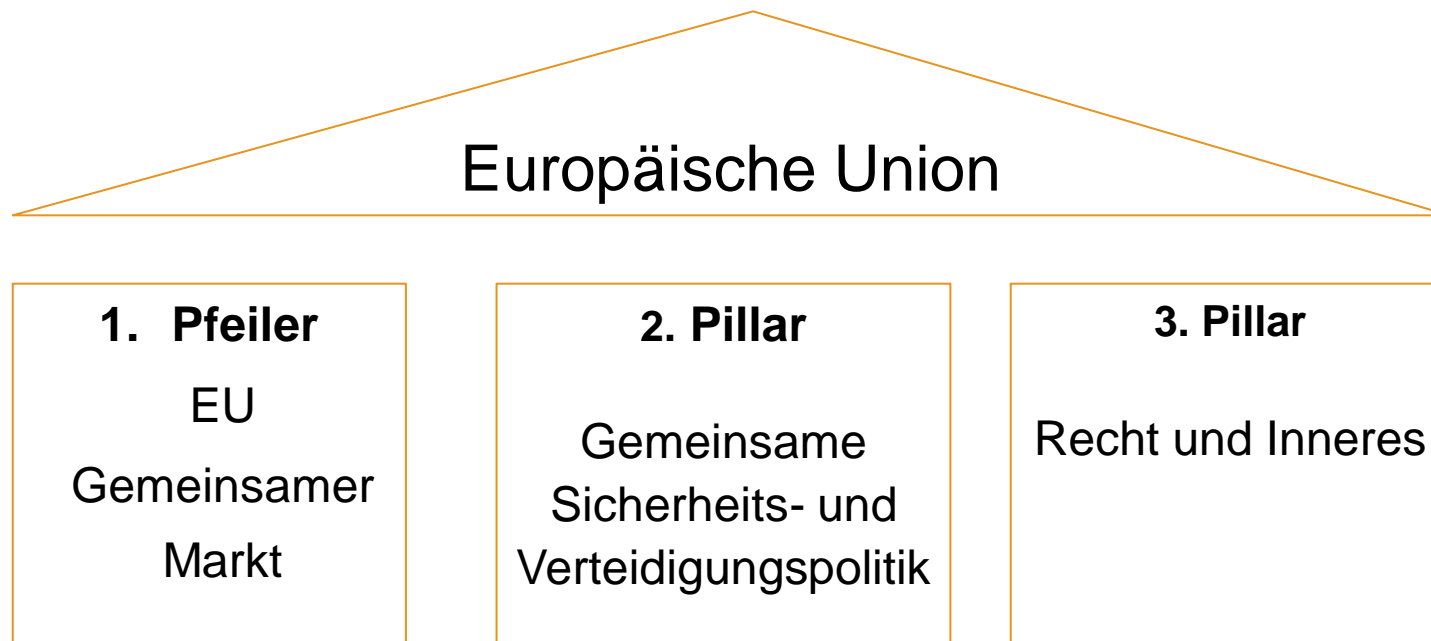 Europäische Union
1. Pfeiler
EU
Gemeinsamer
Markt
2. Pillar
Gemeinsame
Sicherheits- und
Verteidigungspolitik
3. Pillar
Recht und Inneres